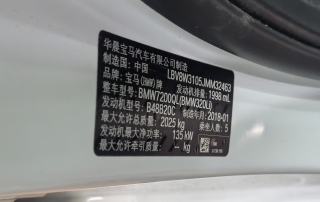 华晨宝马汽车有限公司制造
制造国: 中国 LBV8W3105JMM32463
品牌: 宝马(BMW)牌 发动机排量: 1998 mL
整车型号: BMW7200QL(BMW320Li)
发动机型号: B48B20C 制造年月: 2018-01
最大允许总质量: 2025 kg 乘坐人数: 5
发动机最大净功率: 135 kW
最大允许牵引质量: -- kg